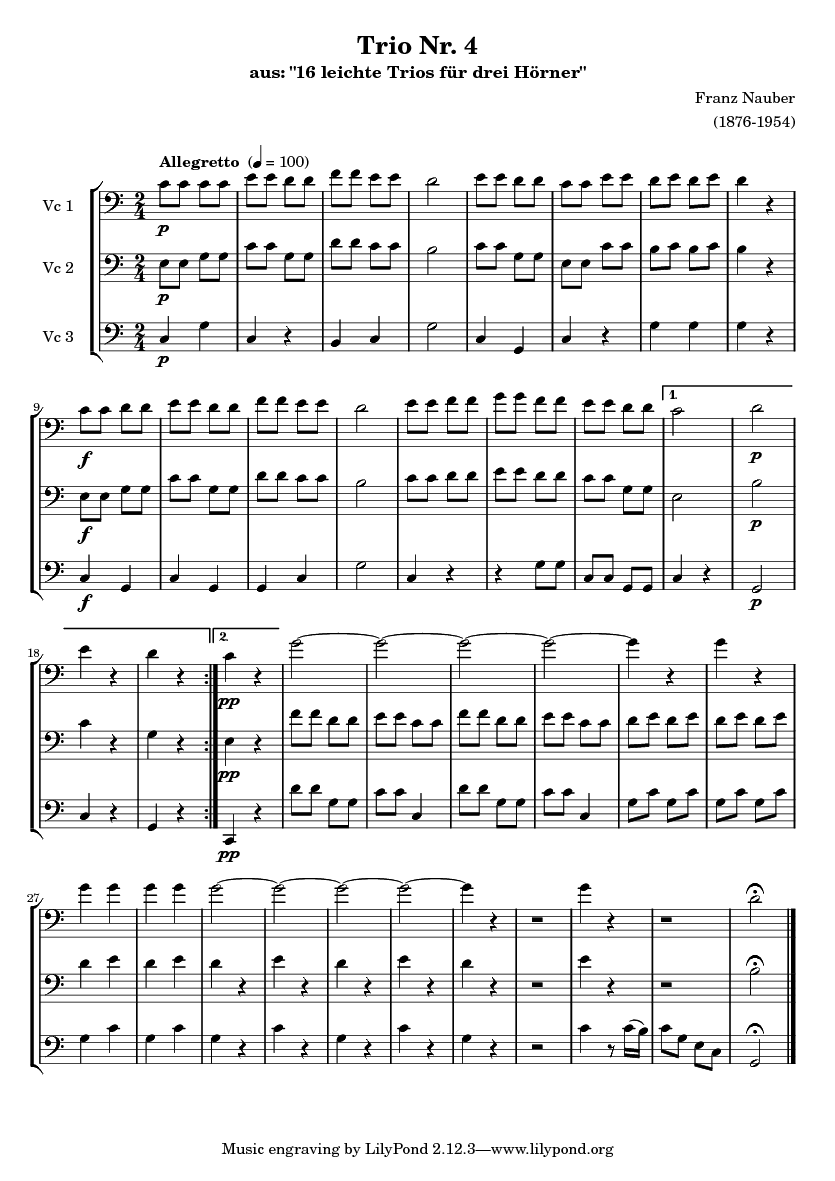 Trio Nr. 4
aus: "16 leichte Trios für drei Hörner"
Franz Nauber
(1876-1954)
Allegretto (♩ = 100)
Vc 1
p
Vc 2
p
Vc 3
p
9
1.
f
p
f
p
f
p
18
2.
pp
pp
pp
27
Music engraving by LilyPond 2.12.3—www.lilypond.org